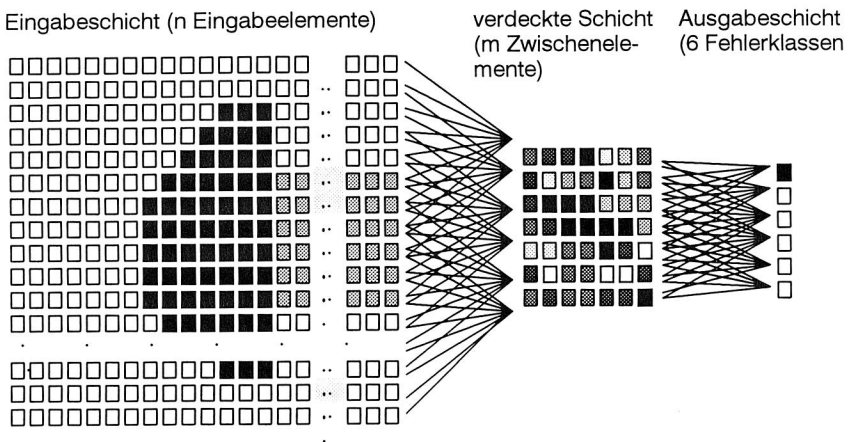 Eingabeschicht (n Eingabeelemente)
verdeckte Schicht
(m Zwischenele-
mente)
Ausgabeschicht
(6 Fehlerklassen